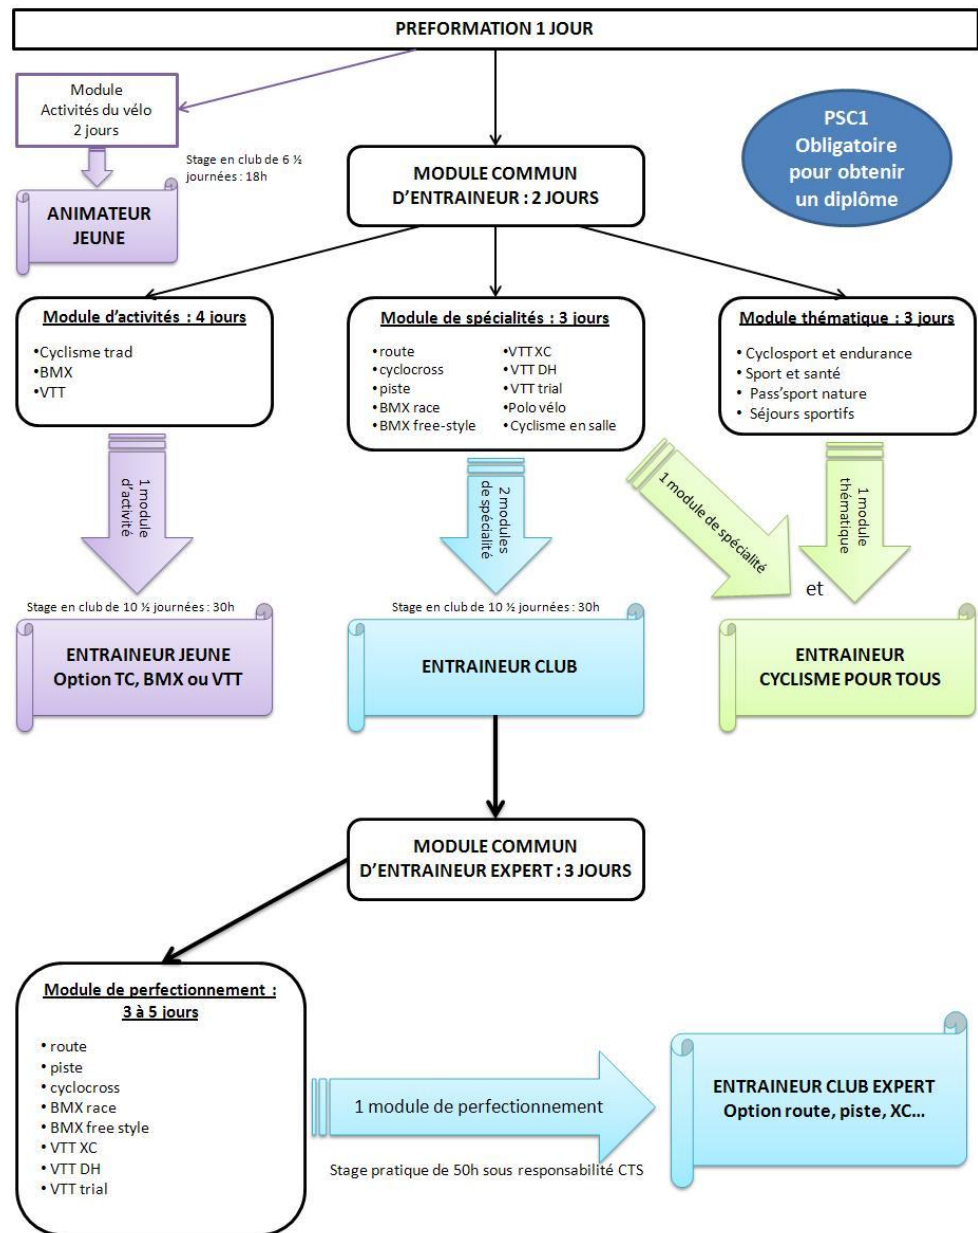 PREFORMATION 1 JOUR
Module
Activités du vélo
2 jours
Stage en club de 6 ½
journées : 18h
ANIMATEUR
JEUNE
MODULE COMMUN
D'ENTRAINEUR : 2 JOURS
PSC1
Obligatoire
pour obtenir
un diplôme
Module d'activités : 4 jours
•Cyclisme trad
•BMX
•VTT
Module de spécialités : 3 jours
•route
•cyclocross
•piste
•BMX race
•BMX free-style
•VTT XC
•VTT DH
•VTT trial
•Polo vélo
•Cyclisme en salle
Module thématique : 3 jours
• Cyclosport et endurance
• Sport et santé
• Pass'sport nature
• Séjours sportifs
1 module
d'activité
2 modules
de spécialité
1 module de spécialité
1 module
thématique
et
Stage en club de 10 ½ journées : 30h
ENTRAINEUR JEUNE
Option TC, BMX ou VTT
Stage en club de 10 ½ journées : 30h
ENTRAINEUR CLUB
ENTRAINEUR
CYCLISME POUR TOUS
MODULE COMMUN
D'ENTRAINEUR EXPERT : 3 JOURS
Module de perfectionnement :
3 à 5 jours
• route
• piste
• cyclocross
• BMX race
• BMX free style
• VTT XC
• VTT DH
• VTT trial
1 module de perfectionnement
Stage pratique de 50h sous responsabilité CTS
ENTRAINEUR CLUB EXPERT
Option route, piste, XC...